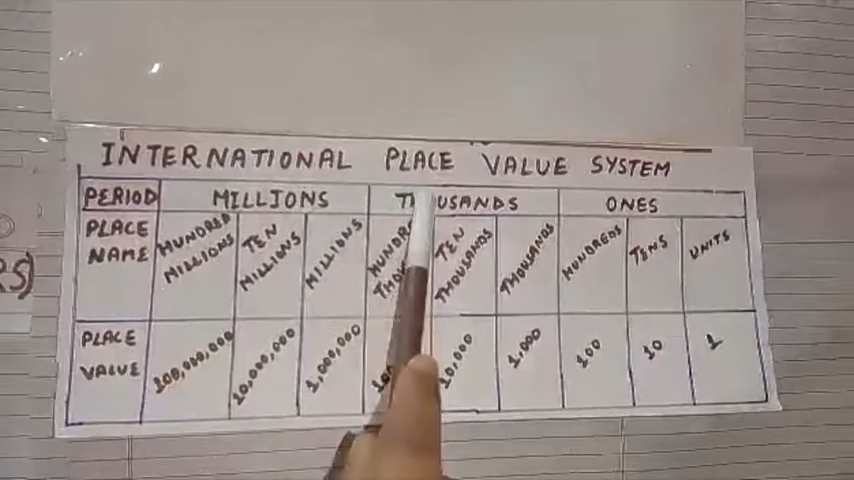 INTERNATIONAL PLACE VALUE SYSTEM
PERIOD MILLIONS ONES
PLACE NAME HUNDRED MILLIONS TEN MILLIONS MILLIONS TEN THOUSANDS THOUSANDS HUNDREDS TENS UNITS
PLACE VALUE 100,000,000 10,000,000 1,000,000 10,000 1,000 100 10 1